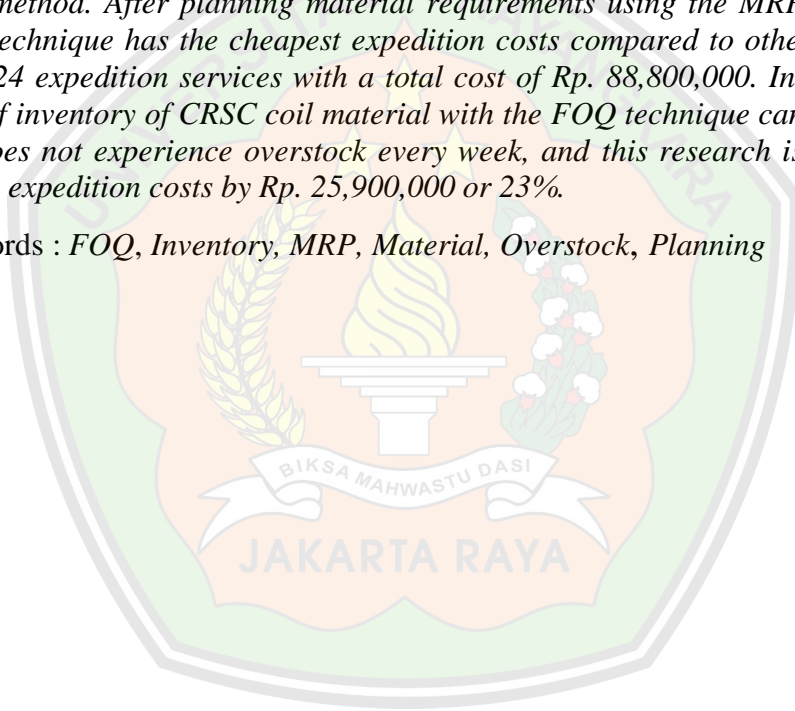 method. After planning material requirements using the MRP
echnique has the cheapest expedition costs compared to othe
24 expedition services with a total cost of Rp. 88,800,000. In
f inventory of CRSC coil material with the FOQ technique can
oes not experience overstock every week, and this research is
expedition costs by Rp. 25,900,000 or 23%.
ords : FOQ, Inventory, MRP, Material, Overstock, Planning
BIKSA MAHWASTU DASI
JAKARTA RAYA